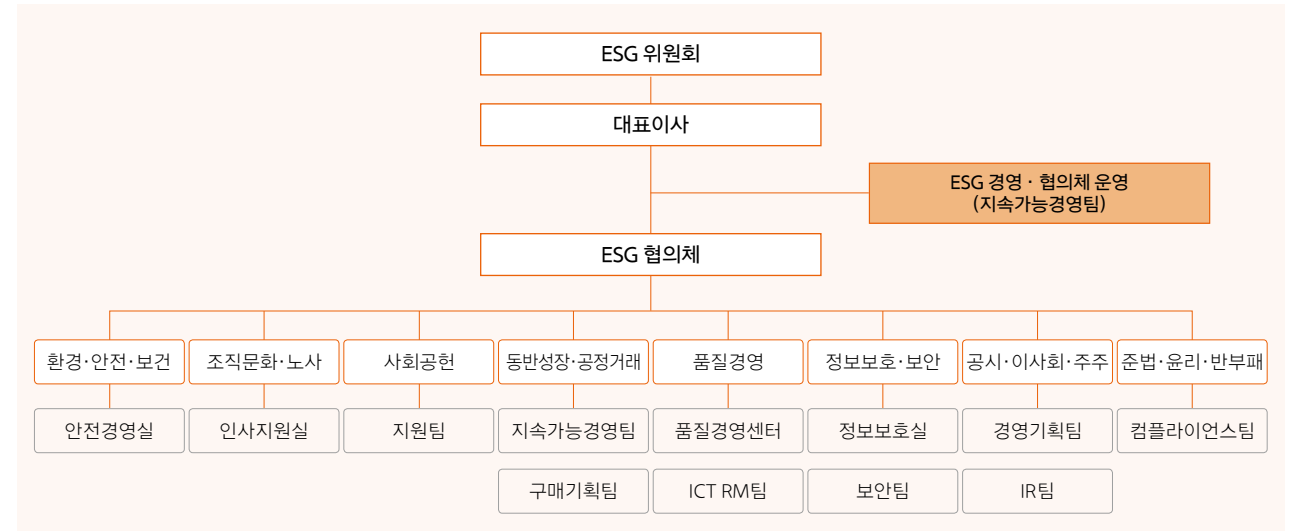 ESG 위원회
대표이사
ESG 경영 · 협의체 운영
(지속가능경영팀)
ESG 협의체
환경·안전·보건
조직문화·노사
사회공헌
동반성장·공정거래
품질경영
정보보호·보안
공시·이사회·주주
준법·윤리·반부패
안전경영실
인사지원실
지원팀
지속가능경영팀
품질경영센터
정보보호실
경영기획팀
컴플라이언스팀
구매기획팀
ICT RM팀
보안팀
IR팀